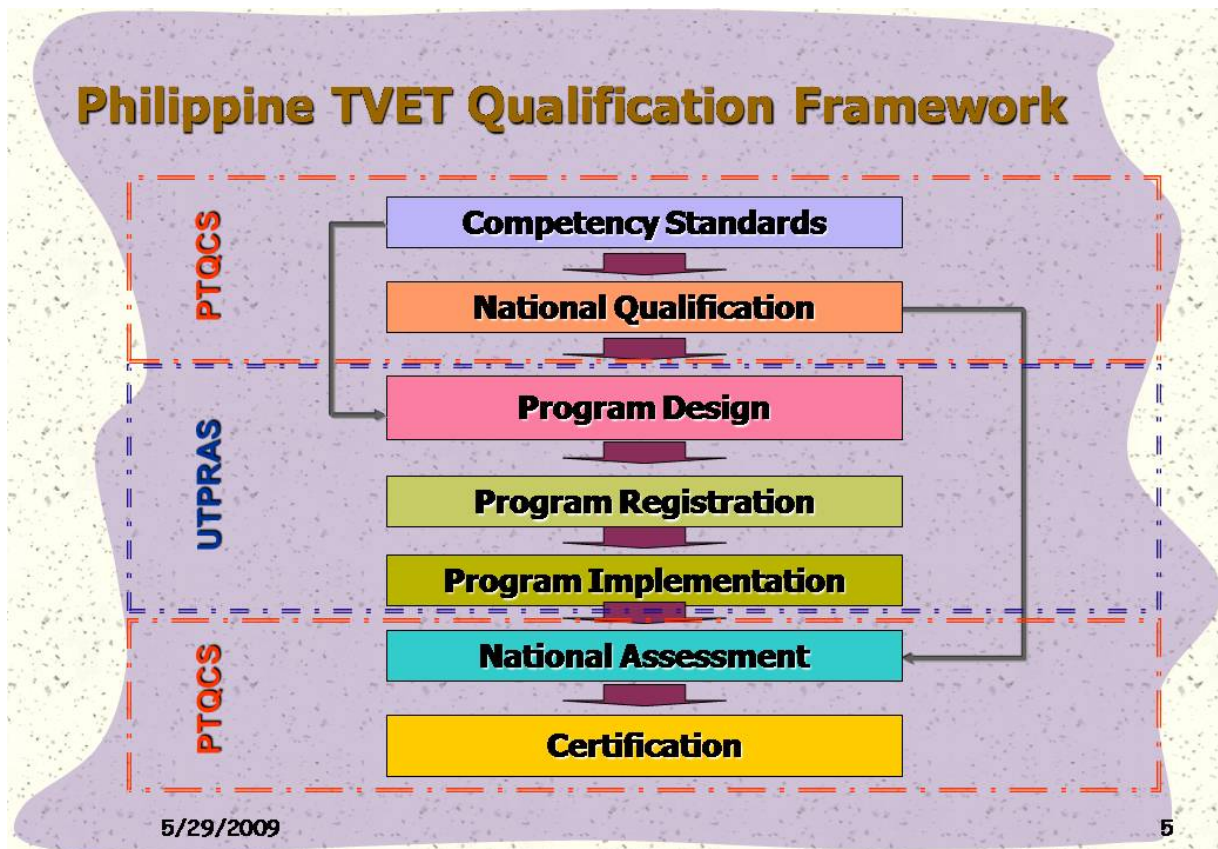 Philippine TVET Qualification Framework
PTQCS
Competency Standards
National Qualification
UTPRAS
Program Design
Program Registration
Program Implementation
PTQCS
National Assessment
Certification
5/29/2009
5